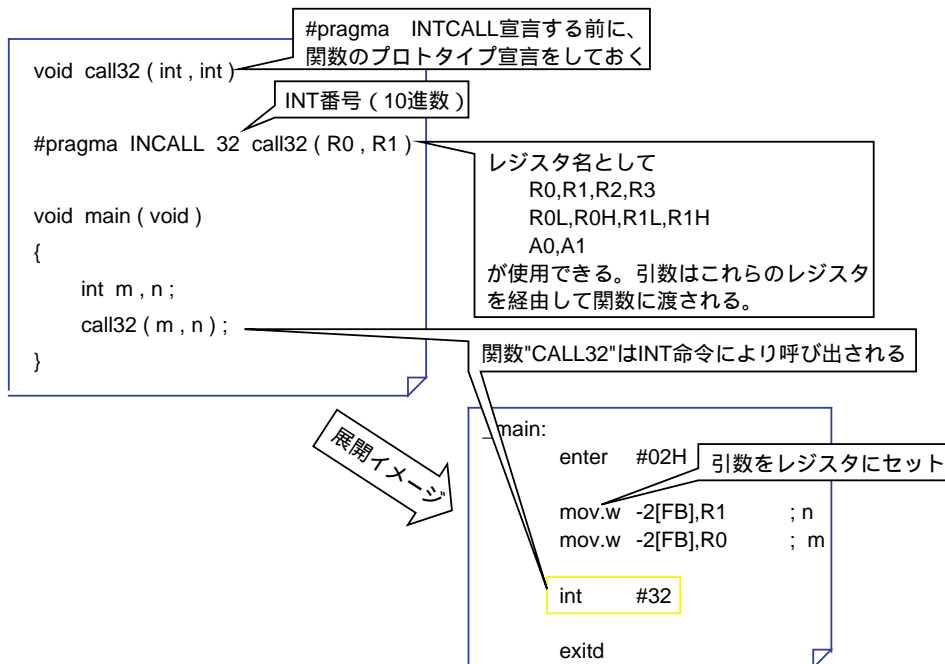 #pragma INTCALL宣言する前に、
関数のプロトタイプ宣言をしておく
void call32 ( int , int )
INT番号（10進数）
#pragma INCALL 32 call32 ( R0 , R1 )
レジスタ名として
R0,R1,R2,R3
R0L,R0H,R1L,R1H
A0,A1
が使用できる。引数はこれらのレジスタ
を経由して関数に渡される。
void main ( void )
{
int m , n ;
call32 ( m , n ) ;
}
関数"CALL32"はINT命令により呼び出される
展開イメージ
_main:
enter #02H
引数をレジスタにセット
mov.w -2[FB],R1 ; n
mov.w -2[FB],R0 ; m
int #32
exitd